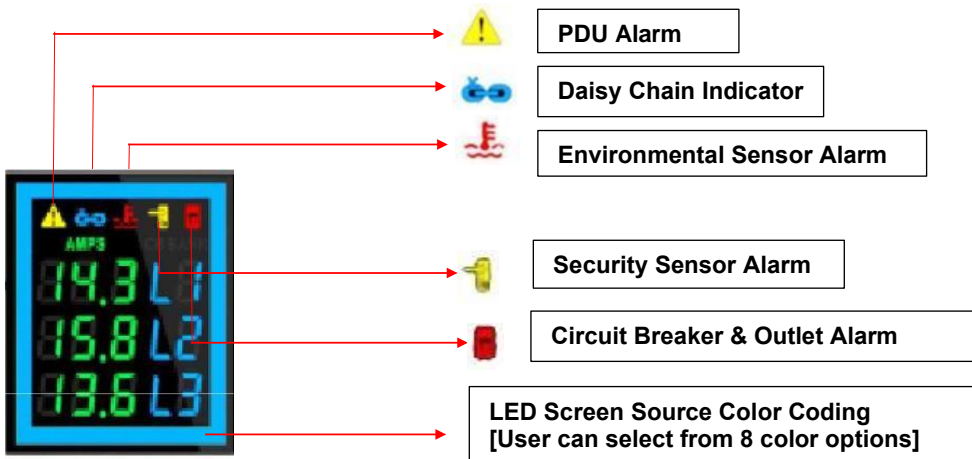 PDU Alarm
Daisy Chain Indicator
Environmental Sensor Alarm
AMPS
14.3 L1
15.8 L2
13.6 L3
Security Sensor Alarm
Circuit Breaker & Outlet Alarm
LED Screen Source Color Coding
[User can select from 8 color options]